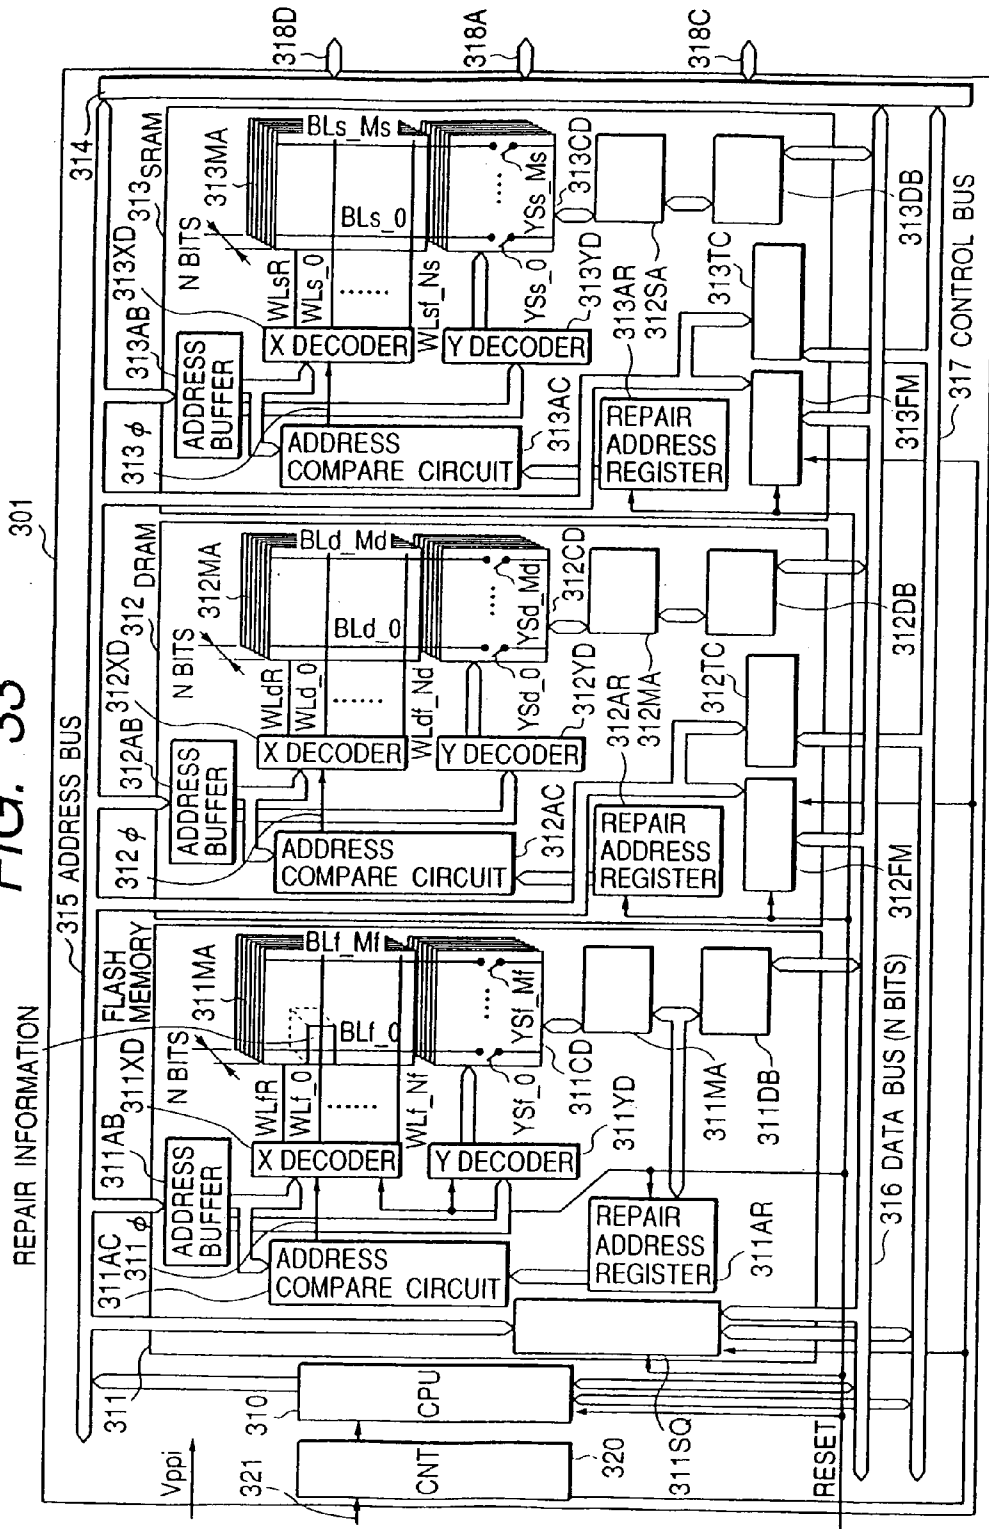 FIG. 33
301
315 ADDRESS BUS
314
REPAIR INFORMATION
FLASH
MEMORY
312 DRAM
313 SRAM
311
311AC
311 φ
311AB
311XD
N BITS
311MA
312 φ
312AB
312XD
N BITS
312MA
313 φ
313AB
313XD
N BITS
313MA
318D
318A
318C
Vppi
321
CNT
320
310
CPU
311SQ
RESET
ADDRESS
BUFFER
ADDRESS
COMPARE CIRCUIT
X DECODER
Y DECODER
WLfR
WLf_0
WLf_Nf
BLf_Mf
BLf_0
YSf_0
YSf_Mf
311CD
311YD
311MA
311DB
REPAIR
ADDRESS
REGISTER
311AR
ADDRESS
BUFFER
ADDRESS
COMPARE CIRCUIT
312AC
X DECODER
Y DECODER
WLdR
WLd_0
WLdf_Nd
BLd_Md
BLd_0
YSd_0
YSd_Md
312CD
312YD
312AR
312MA
312TC
REPAIR
ADDRESS
REGISTER
312FM
312DB
ADDRESS
BUFFER
ADDRESS
COMPARE CIRCUIT
313AC
X DECODER
Y DECODER
WLsR
WLs_0
WLsf_Ns
BLs_Ms
BLs_0
YSs_0
YSs_Ms
313CD
313YD
313AR
312SA
313TC
REPAIR
ADDRESS
REGISTER
313FM
313DB
316 DATA BUS (N BITS)
317 CONTROL BUS